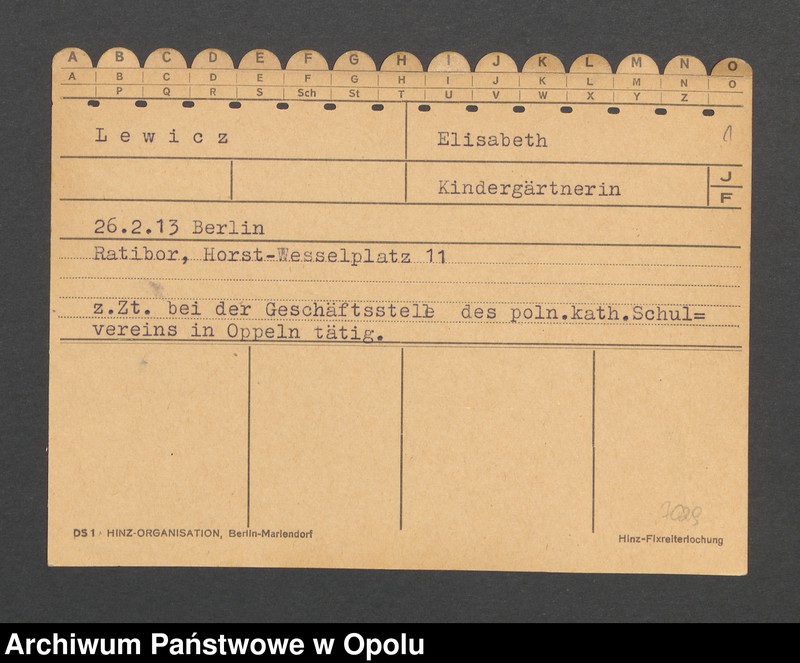 A B C D E F G H I J K L M N O
A B C D E F G H I J K L M N O
P Q R S Sch St T U V W X Y Z
Lewicz Elisabeth
Kindergärtnerin J
F
26.2.13 Berlin
Ratibor, Horst-Wesselplatz 11
z.Zt. bei der Geschäftsstelle des poln.kath.Schul=
vereins in Oppeln tätig.
DS 1 HINZ-ORGANISATION, Berlin-Mariendorf Hinz-Fixreiterlochung
Archiwum Państwowe w Opolu